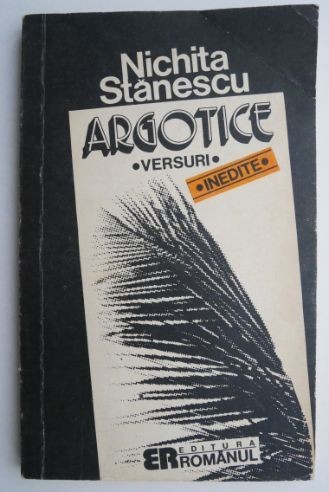 Nichita
Stănescu
ARGOTICE
•VERSURI•
•INEDITE•
ER EDITURA
ROMÂNUL